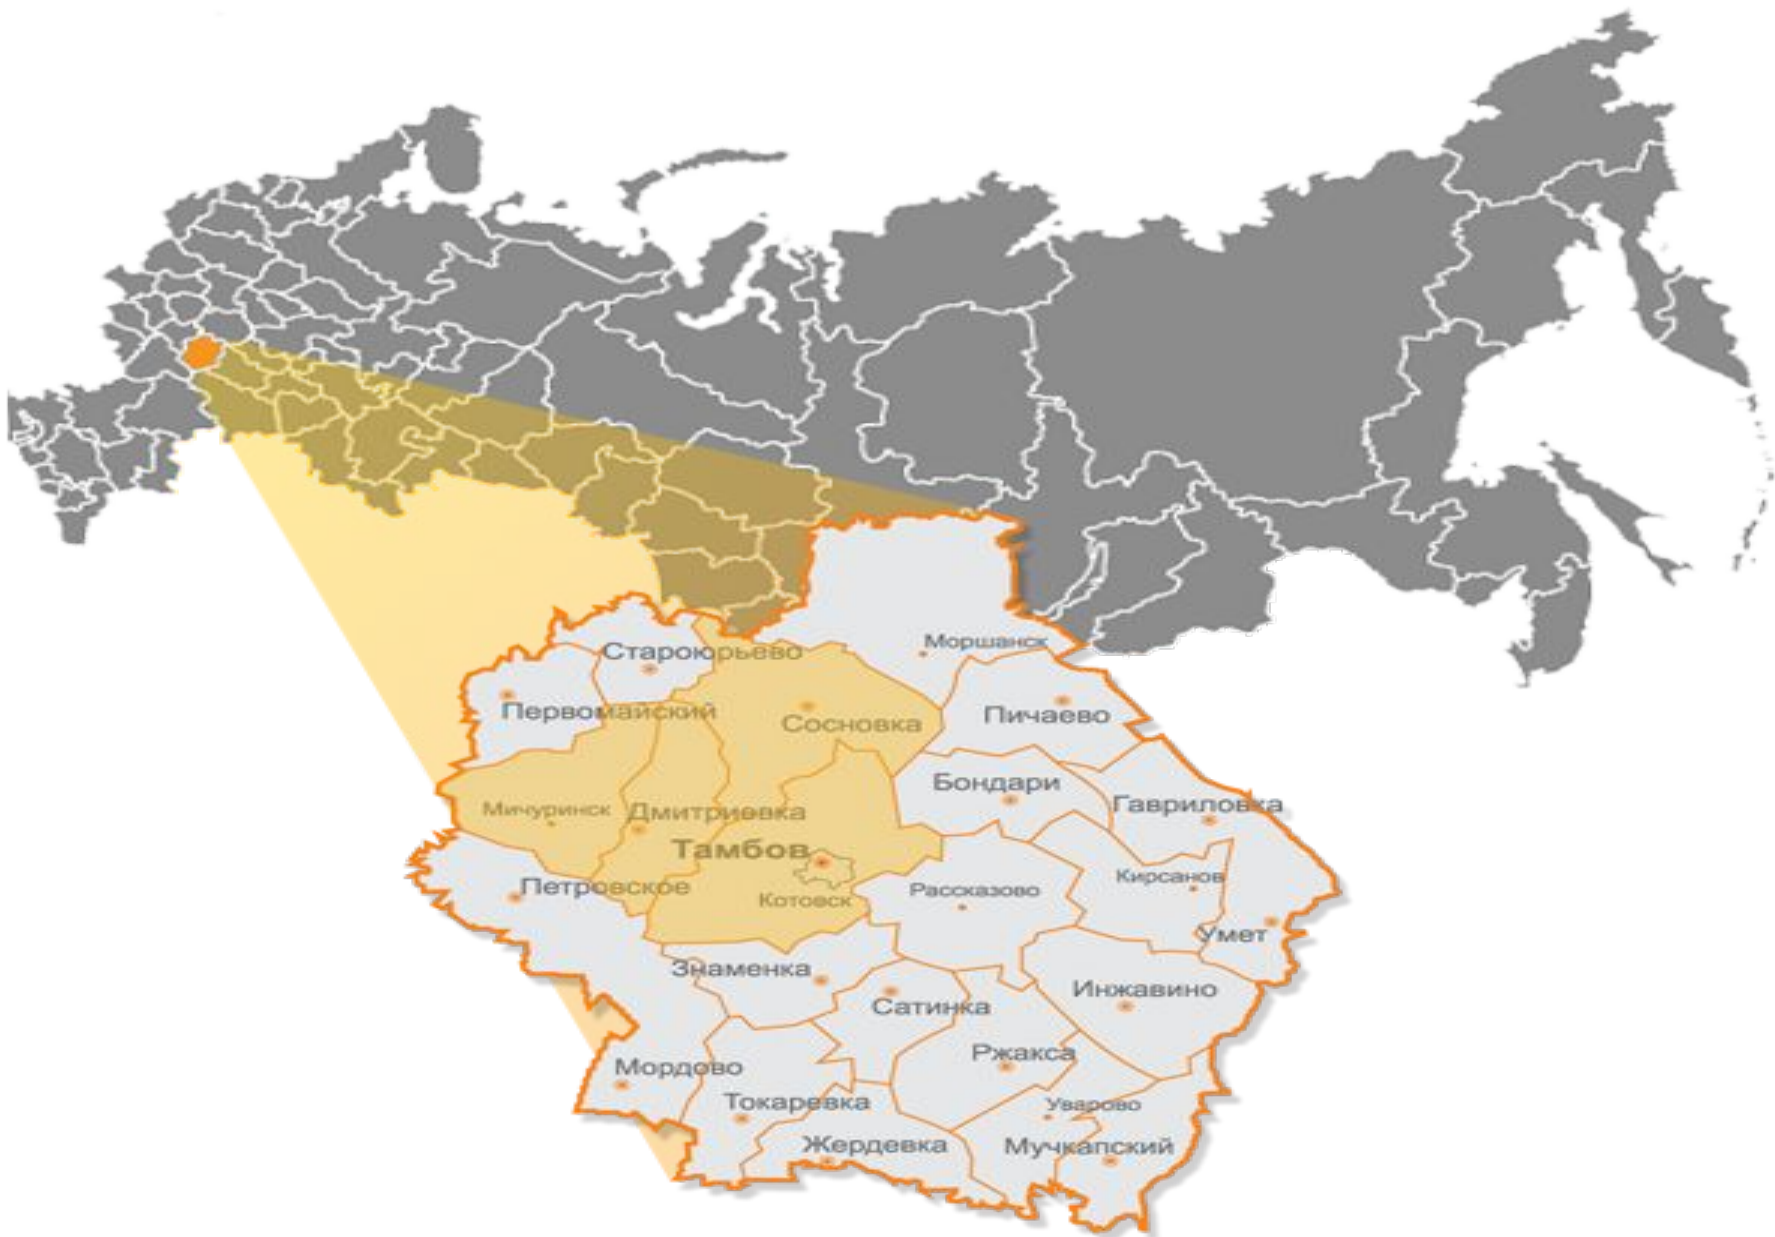 Моршанск
Староюрьево
Первомайский
Пичаево
Сосновка
Бондари
Гавриловка
Мичуринск
Дмитриевка
Тамбов
Кирсанов
Петровское
Рассказово
Котовск
Умет
Знаменка
Инжавино
Сатинка
Ржакса
Мордово
Токаревка
Уварово
Жердевка
Мучкапский